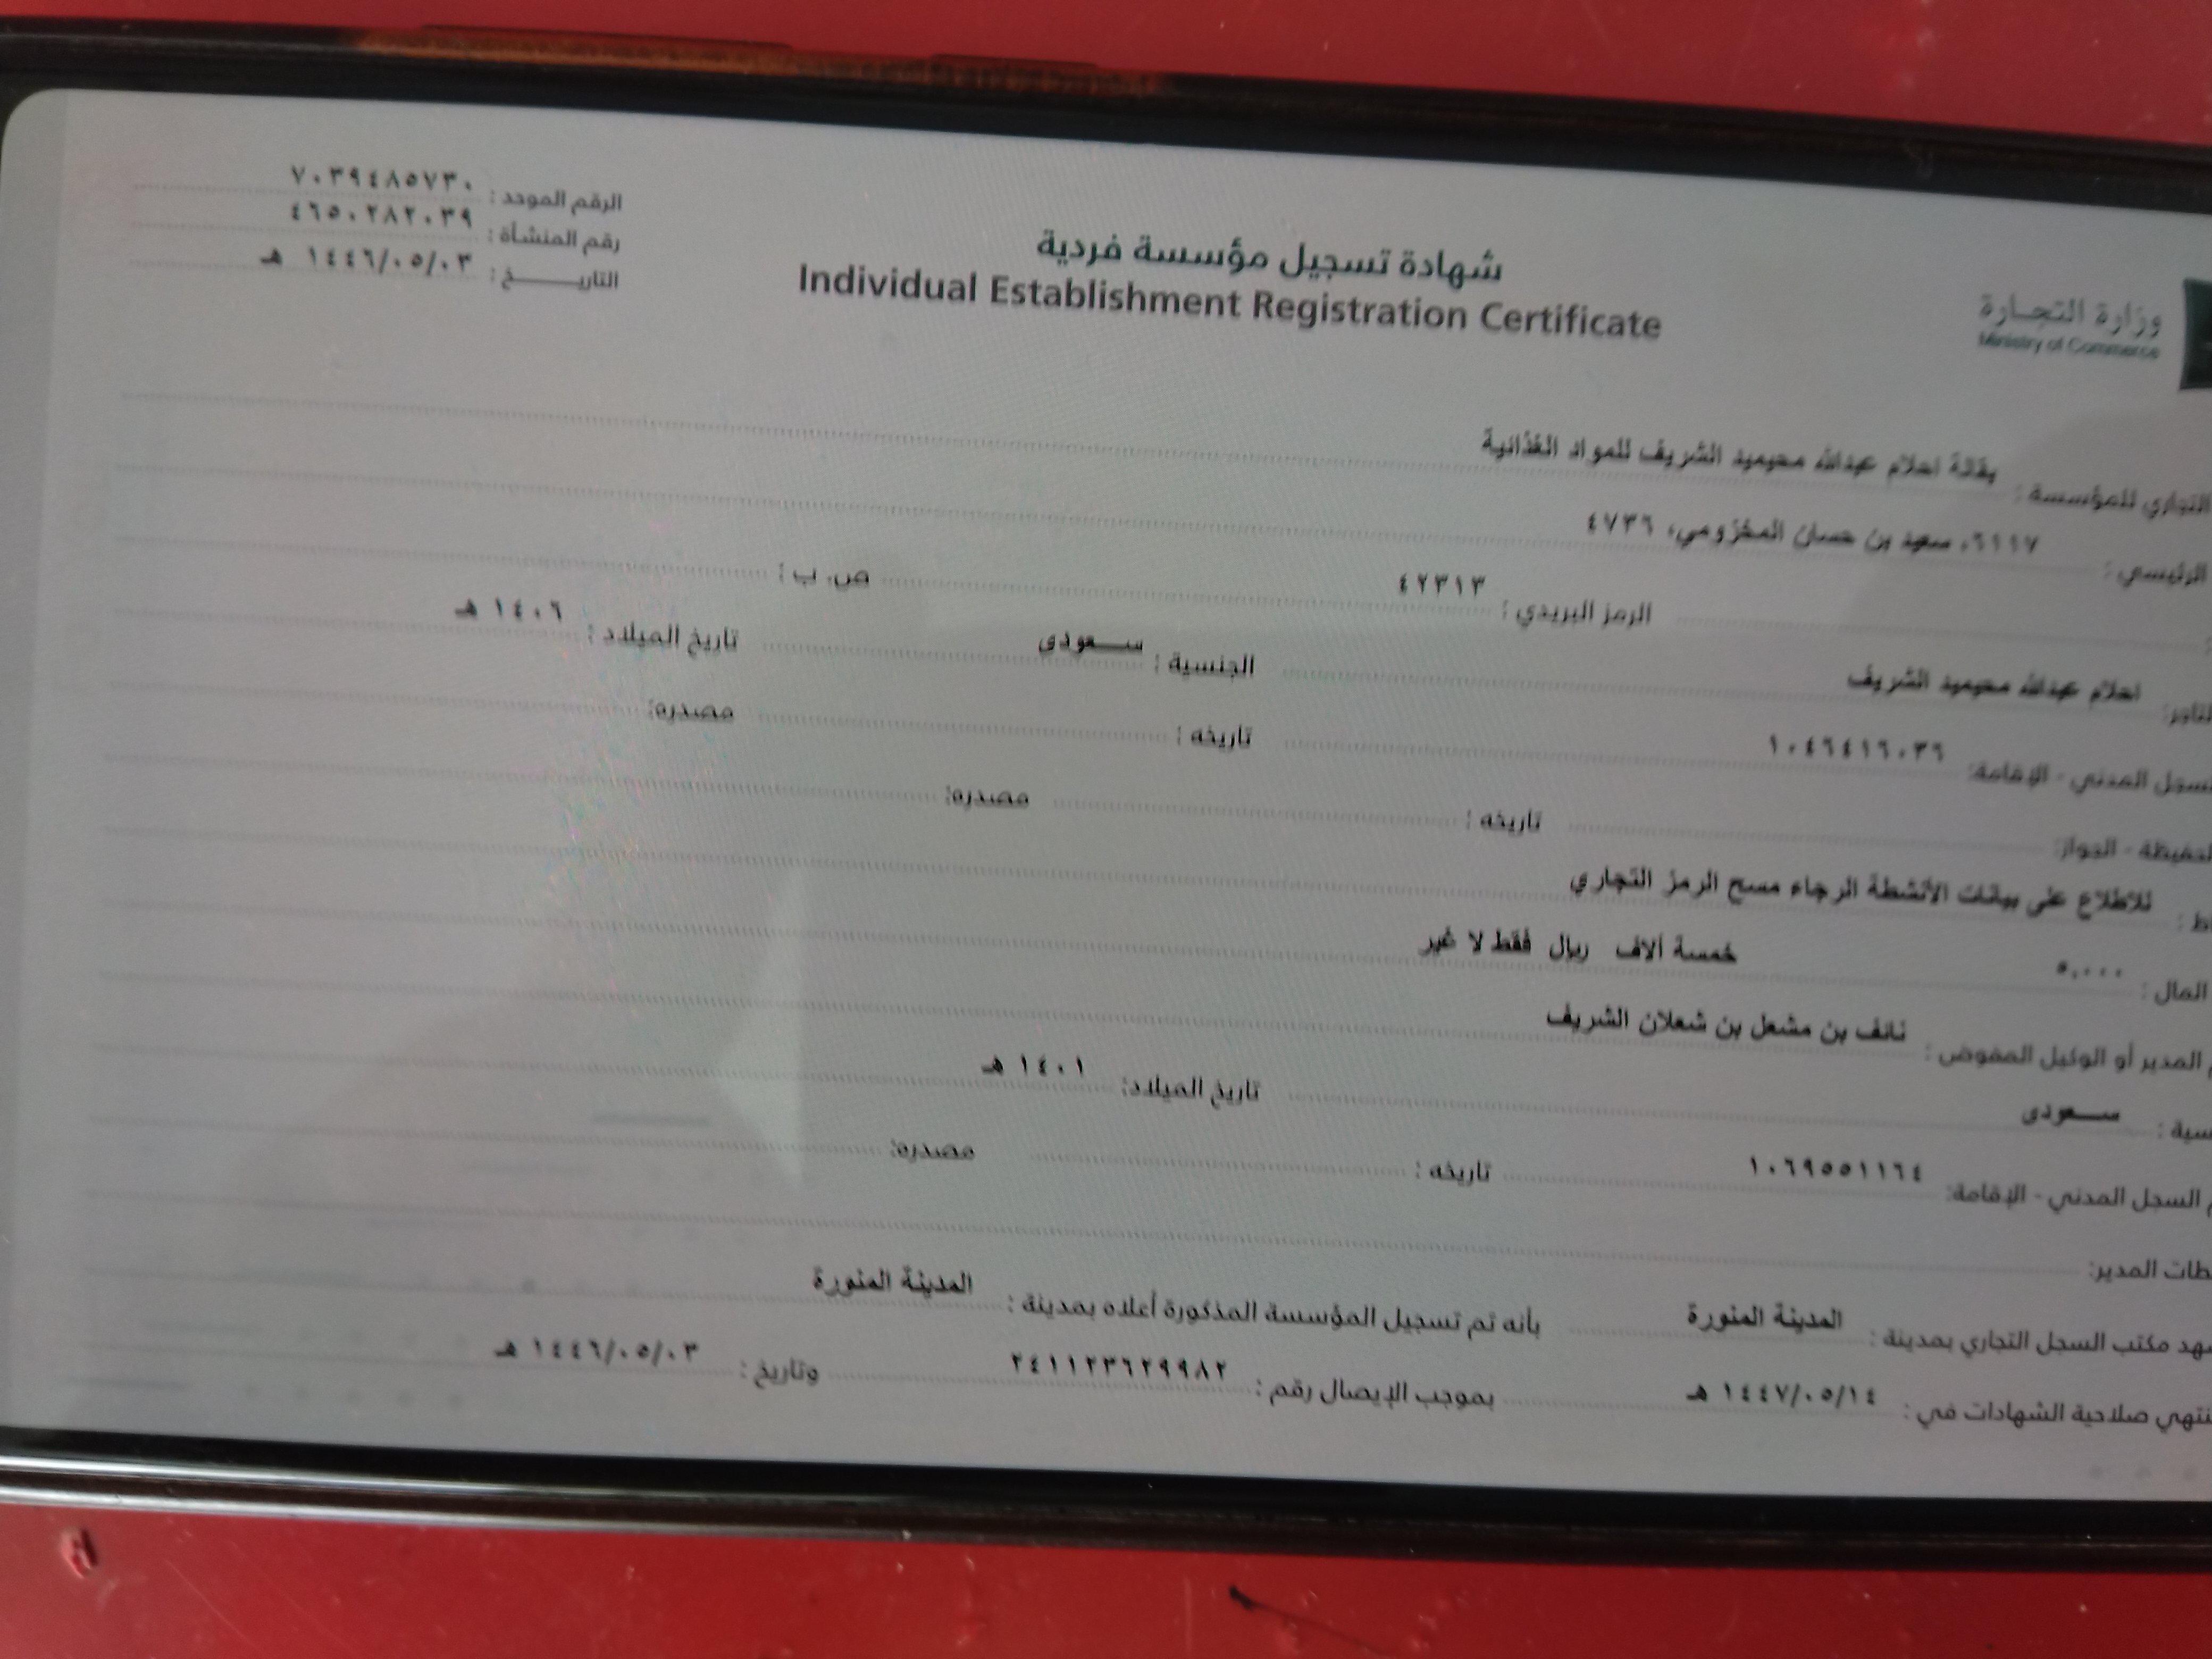 وزارة التجارة
Ministry of Commerce
شهادة تسجيل مؤسسة فردية
Individual Establishment Registration Certificate
الرقم الموحد : ٧٠٣٩٤٨٥٧٣٠
رقم المنشأة : ٤٦٥٠٢٨٢٠٣٩
التاريـــــــخ : ١٤٤٦/٠٥/٠٣ هـ
التجاري للمؤسسة : بقالة احلام عبدالله محيميد الشريف للمواد الغذائية
الرئيسي : ٦١١٧، سعيد بن حسان المخزومي، ٤٧٣٦
الرمز البريدي : ٤٢٣١٣ ص. ب :
احلام عبدالله محيميد الشريف الجنسية : ســـعودى تاريخ الميلاد : ١٤٠٦ هـ
السجل المدني - الإقامة: ١٠٤٦٤١٦٠٣٦ تاريخه : مصدره:
الحفيظة - الجواز: تاريخه : مصدره:
للاطلاع على بيانات الأنشطة الرجاء مسح الرمز التجاري
المال : ٥,٠٠٠ خمسة ألاف ريال فقط لا غير
المدير أو الوكيل المفوض : نائف بن مشعل بن شعلان الشريف
ســـعودى تاريخ الميلاد: ١٤٠١ هـ
السجل المدني - الإقامة: ١٠٦٩٥٥١١٦٤ تاريخه : مصدره:
المدير:
مكتب السجل التجاري بمدينة : المدينة المنورة بأنه تم تسجيل المؤسسة المذكورة أعلاه بمدينة : المدينة المنورة
صلاحية الشهادات في : ١٤٤٧/٠٥/١٤ هـ بموجب الإيصال رقم : ٢٤١١٢٣٦٢٩٩٨٢ وتاريخ : ١٤٤٦/٠٥/٠٣ هـ